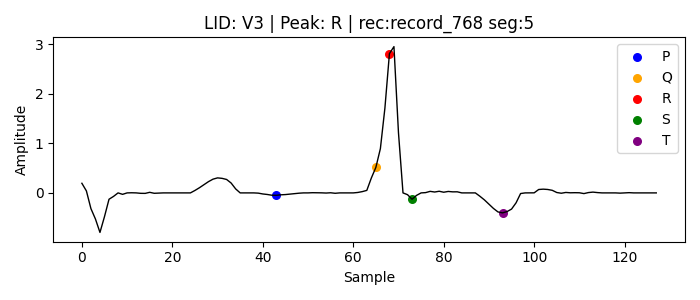 LID: V3 | Peak: R | rec:record_768 seg:5
Amplitude
3
2
1
0
P
Q
R
S
T
0 20 40 60 80 100 120
Sample